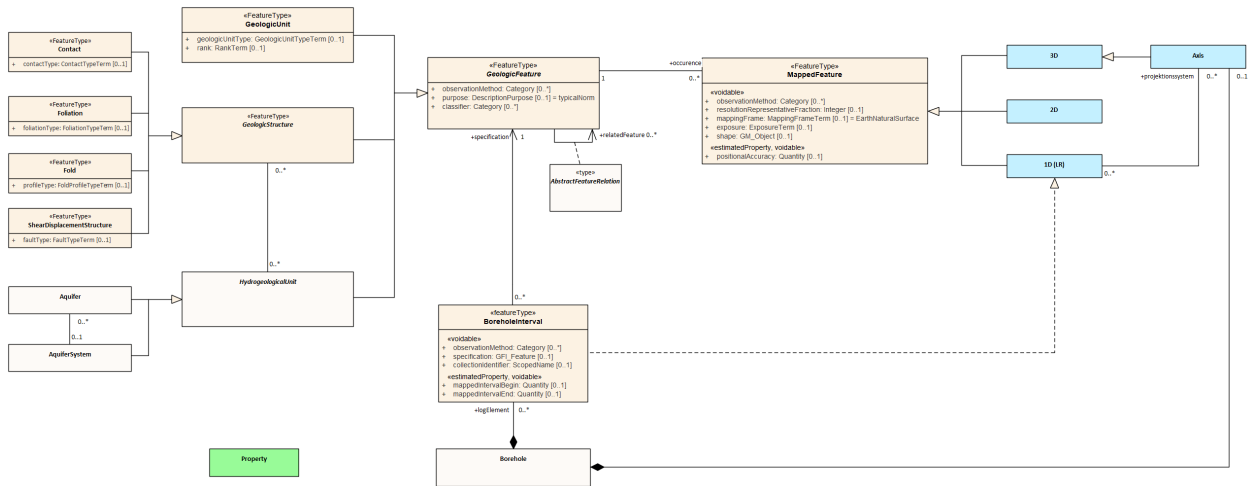 «FeatureType»
GeologicUnit
+ geologicUnitType: GeologicUnitTypeTerm [0..1]
+ rank: RankTerm [0..1]
«FeatureType»
Contact
+ contactType: ContactTypeTerm [0..1]
«FeatureType»
Foliation
+ foliationType: FoliationTypeTerm [0..1]
«FeatureType»
Fold
+ profileType: FoldProfileTypeTerm [0..1]
«FeatureType»
ShearDisplacementStructure
+ faultType: FaultTypeTerm [0..1]
«FeatureType»
GeologicStructure
0..*
0..*
HydrogeologicalUnit
Aquifer
0..*
0..1
AquiferSystem
«FeatureType»
GeologicFeature
+ observationMethod: Category [0..*]
+ purpose: DescriptionPurpose [0..1] = typicalNorm
+ classifier: Category [0..*]
+occurence
1
0..*
+specification
1
+relatedFeature 0..*
«type»
AbstractFeatureRelation
«FeatureType»
MappedFeature
«voidable»
+ observationMethod: Category [0..*]
+ resolutionRepresentativeFraction: Integer [0..1]
+ mappingFrame: MappingFrameTerm [0..1] = EarthNaturalSurface
+ exposure: ExposureTerm [0..1]
+ shape: GM_Object [0..1]
«estimatedProperty, voidable»
+ positionalAccuracy: Quantity [0..1]
3D
2D
1D (LR)
Axis
+projektionssystem
0..*
0..1
0..*
0..*
«featureType»
BoreholeInterval
«voidable»
+ observationMethod: Category [0..*]
+ specification: GFI_Feature [0..1]
+ collectionIdentifier: ScopedName [0..1]
«estimatedProperty, voidable»
+ mappedIntervalBegin: Quantity [0..1]
+ mappedIntervalEnd: Quantity [0..1]
+logElement
0..*
Borehole
Property